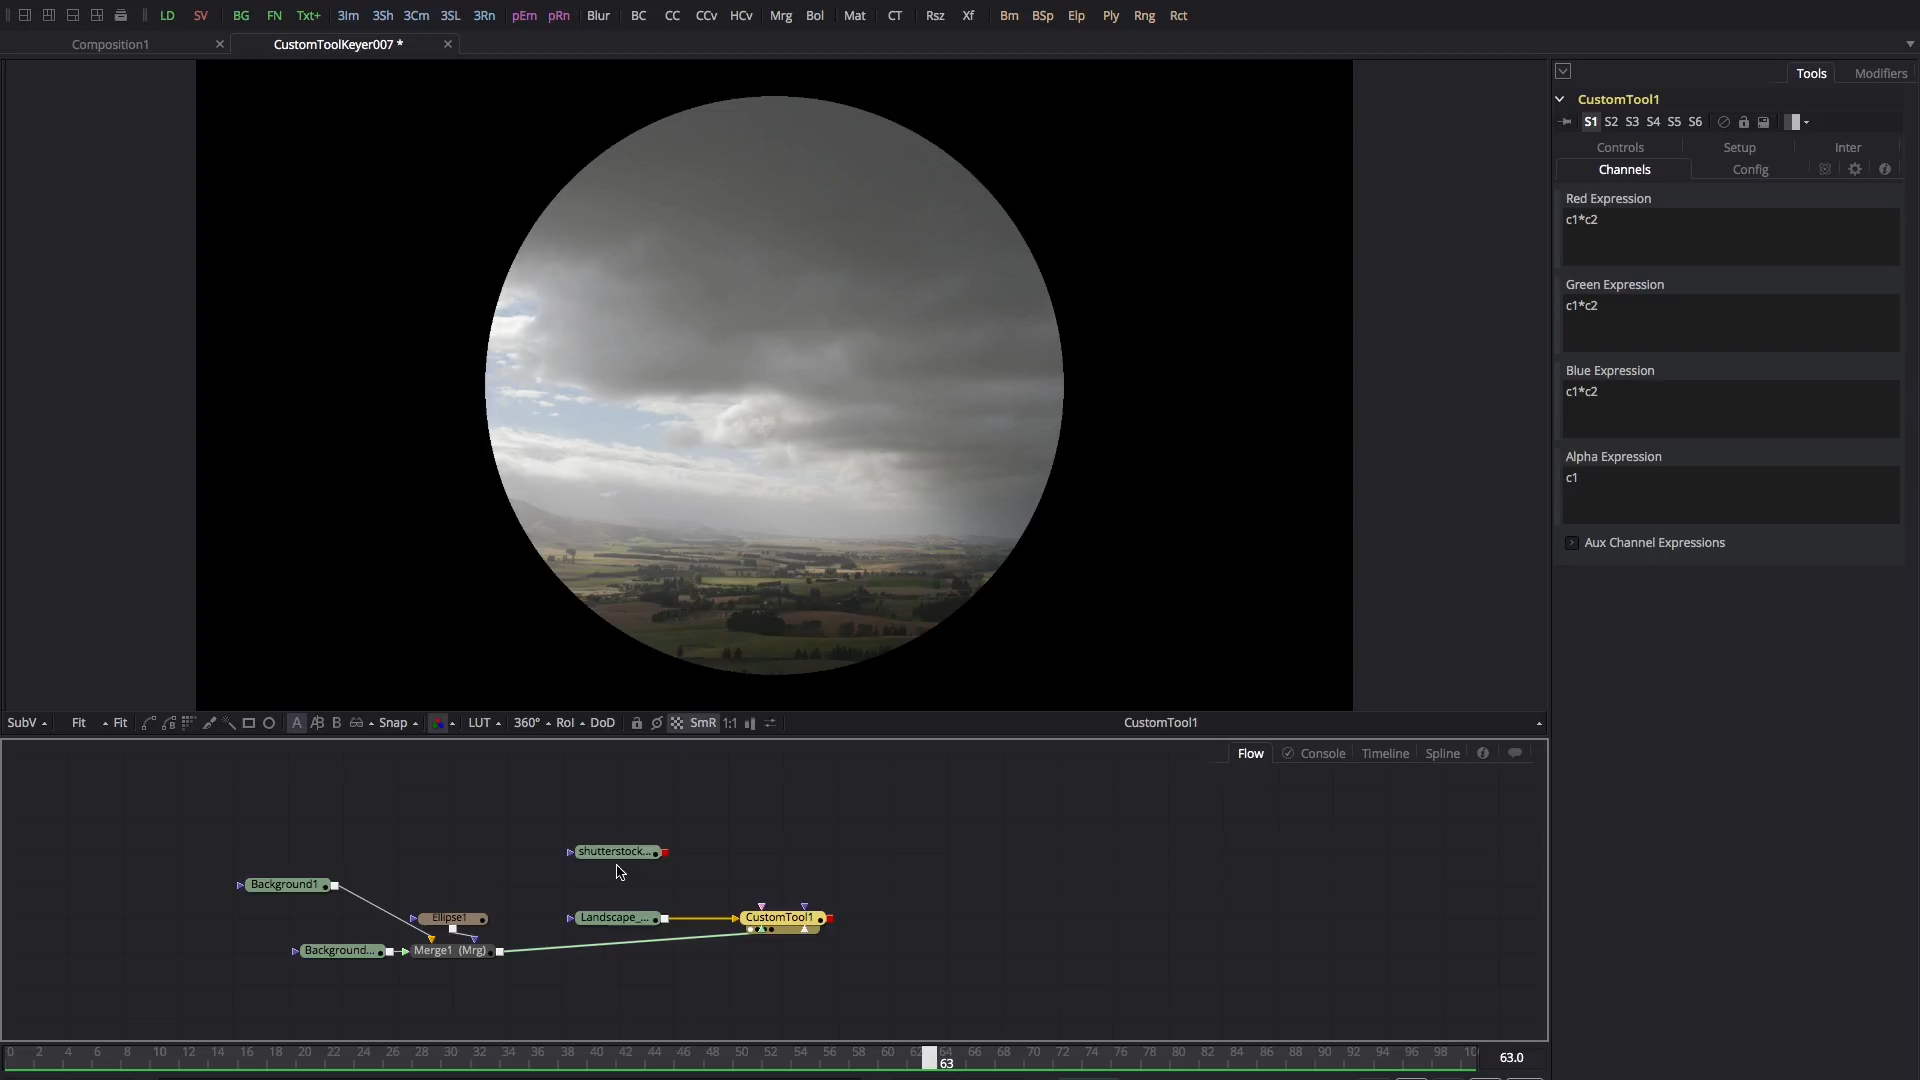 LD SV BG FN Txt+ 3Im 3Sh 3Cm 3SL 3Rn pEm pRn Blur BC CC CCv HCv Mrg Bol Mat CT Rsz Xf Bm BSp Elp Ply Rng Rct
Composition1 CustomToolKeyer007 *
Tools Modifiers
CustomTool1
S1 S2 S3 S4 S5 S6
Controls Setup Inter
Channels Config
Red Expression
c1*c2
Green Expression
c1*c2
Blue Expression
c1*c2
Alpha Expression
c1
Aux Channel Expressions
SubV Fit Fit A B Snap LUT 360° RoI DoD SmR 1:1 CustomTool1
Flow Console Timeline Spline
shutterstock...
Background1
Ellipse1 Landscape_... CustomTool1
Background... Merge1 (Mrg)
0 2 4 6 8 10 12 14 16 18 20 22 24 26 28 30 32 34 36 38 40 42 44 46 48 50 52 54 56 58 60 62 64 66 68 70 72 74 76 78 80 82 84 86 88 90 92 94 96 98 63.0
63